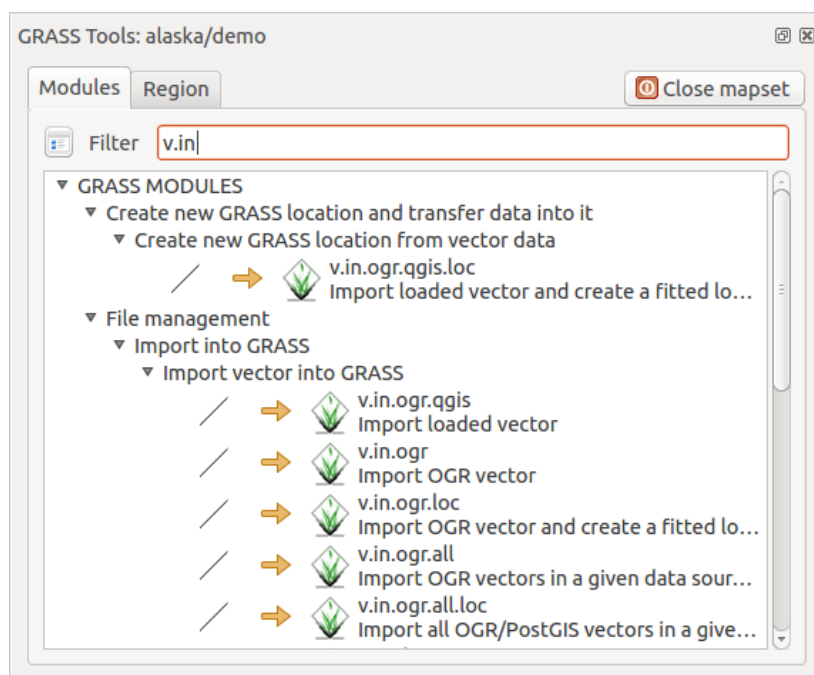 GRASS Tools: alaska/demo
Modules
Region
Close mapset
Filter
v.in
GRASS MODULES
Create new GRASS location and transfer data into it
Create new GRASS location from vector data
v.in.ogr.qgis.loc
Import loaded vector and create a fitted lo...
File management
Import into GRASS
Import vector into GRASS
v.in.ogr.qgis
Import loaded vector
v.in.ogr
Import OGR vector
v.in.ogr.loc
Import OGR vector and create a fitted lo...
v.in.ogr.all
Import OGR vectors in a given data sour...
v.in.ogr.all.loc
Import all OGR/PostGIS vectors in a give...